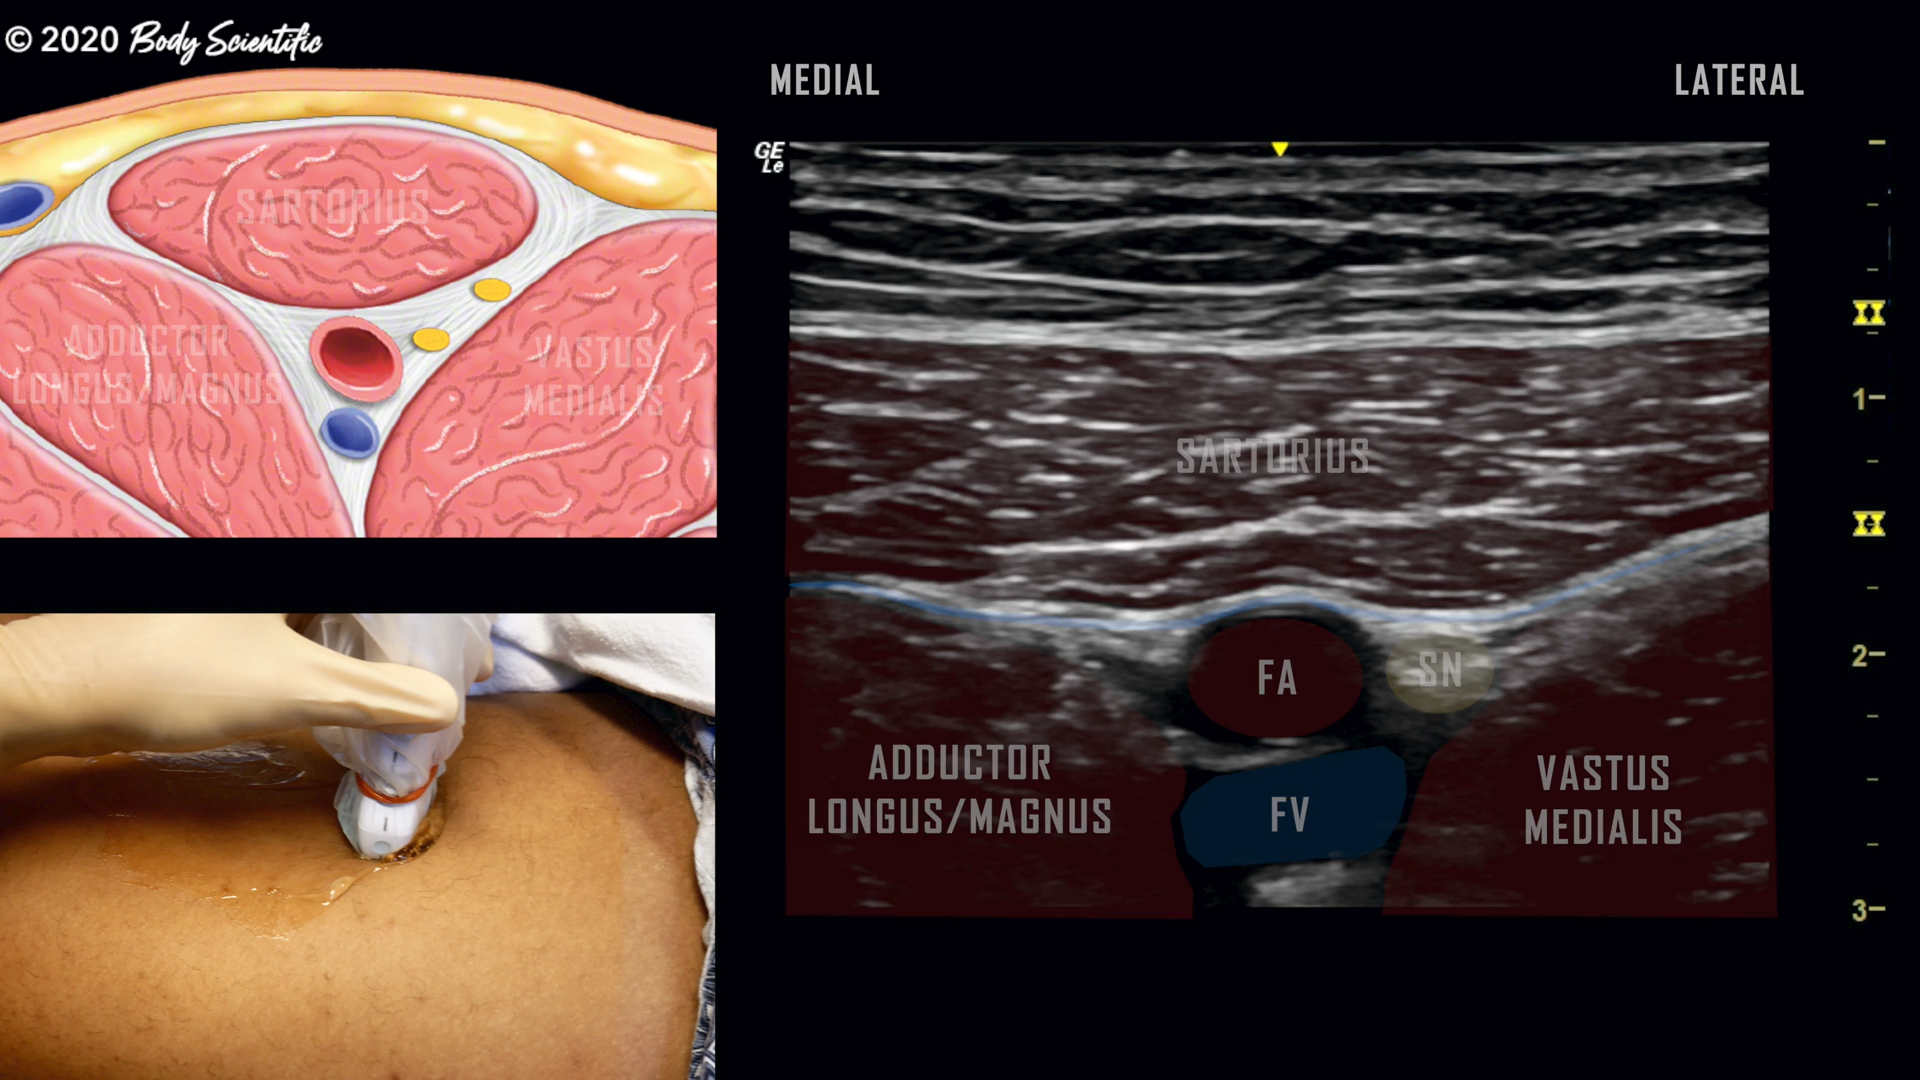 © 2020 Body Scientific
MEDIAL
LATERAL
GE
Le
SARTORIUS
ADDUCTOR
LONGUS/MAGNUS
VASTUS
MEDIALIS
SARTORIUS
FA
SN
FV
ADDUCTOR
LONGUS/MAGNUS
VASTUS
MEDIALIS
1
2
3